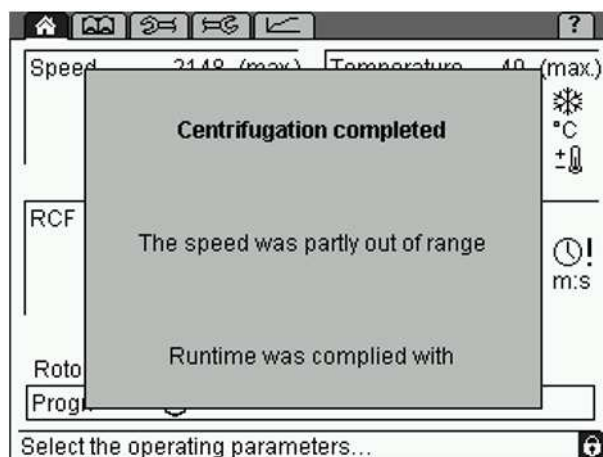 ?
Speed 2148 (max.) Temperature 40 (max.)
°C
Centrifugation completed
RCF
The speed was partly out of range
m:s
Runtime was complied with
Select the operating parameters...